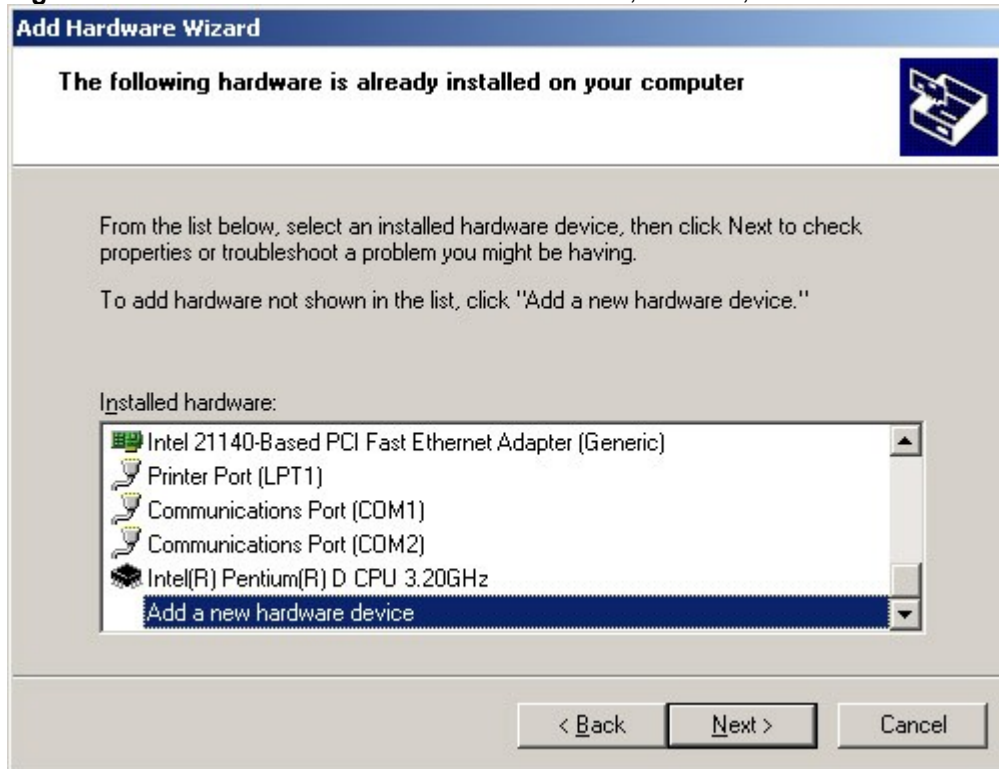 Add Hardware Wizard
The following hardware is already installed on your computer
From the list below, select an installed hardware device, then click Next to check
properties or troubleshoot a problem you might be having.
To add hardware not shown in the list, click "Add a new hardware device."
Installed hardware:
Intel 21140-Based PCI Fast Ethernet Adapter (Generic)
Printer Port (LPT1)
Communications Port (COM1)
Communications Port (COM2)
Intel(R) Pentium(R) D CPU 3.20GHz
Add a new hardware device
< Back
Next >
Cancel